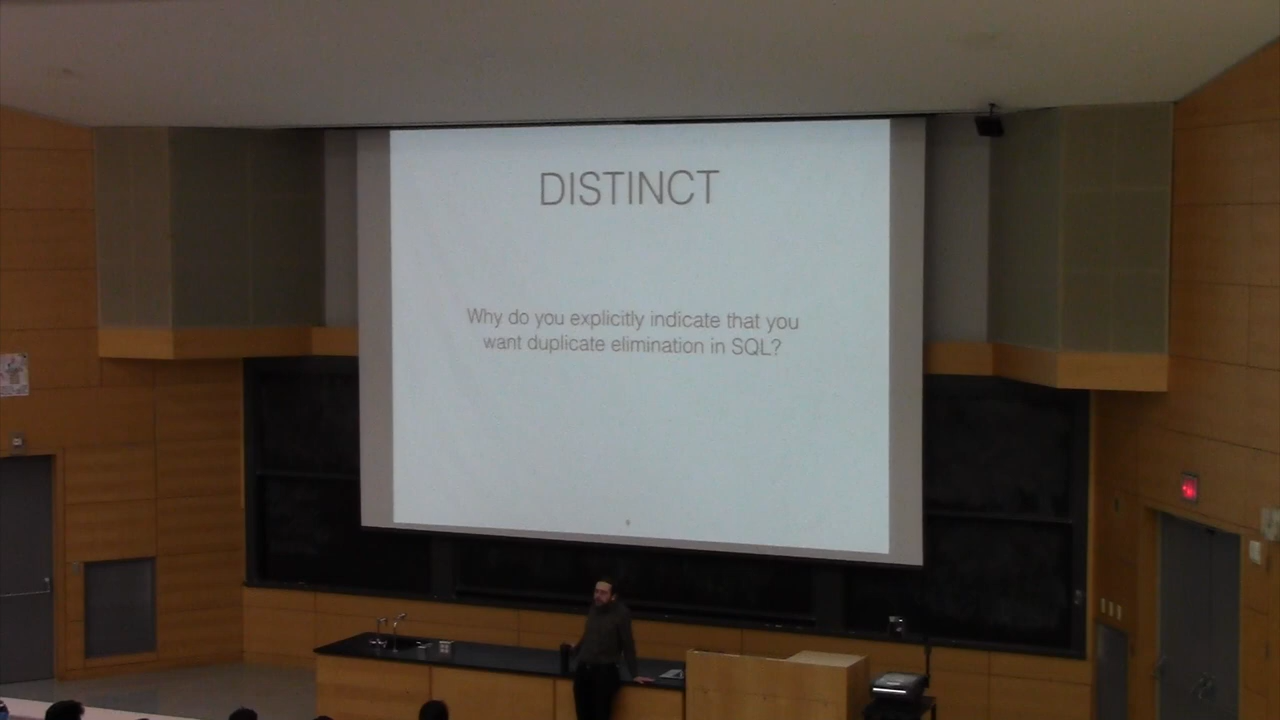 DISTINCT
Why do you explicitly indicate that you
want duplicate elimination in SQL?